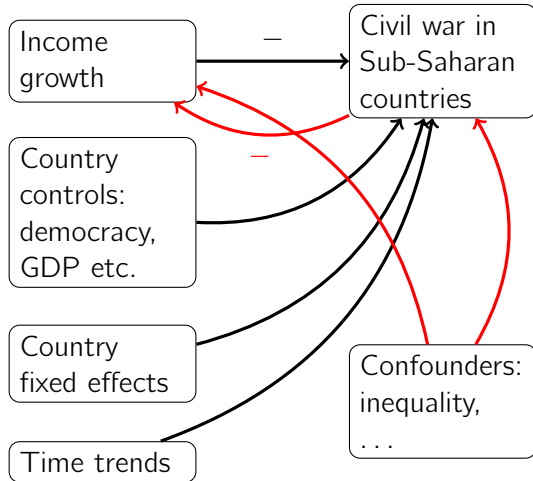 Income
growth
−
Civil war in
Sub-Saharan
countries
−
Country
controls:
democracy,
GDP etc.
Country
fixed effects
Confounders:
inequality,
. . .
Time trends